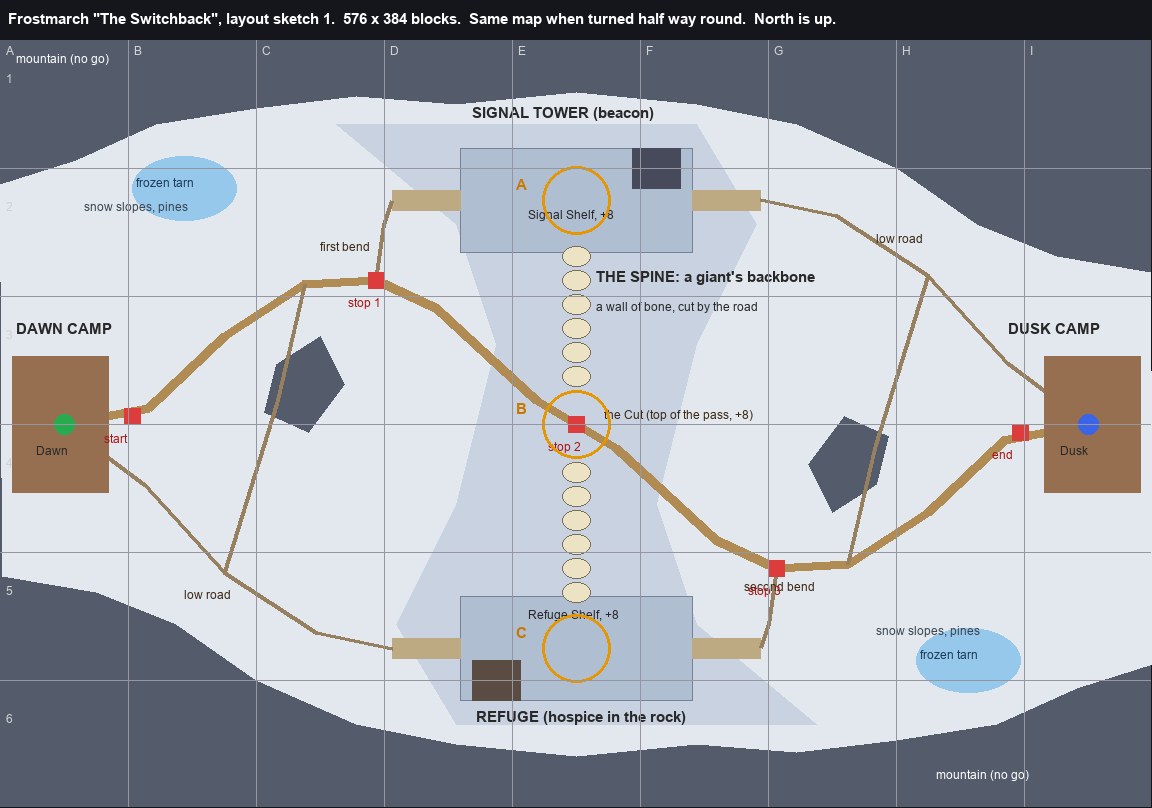 Frostmarch "The Switchback", layout sketch 1.  576 x 384 blocks.  Same map when turned half way round.  North is up.
A B C D E F G H I
mountain (no go)
1
SIGNAL TOWER (beacon)
frozen tarn
A
2
snow slopes, pines
Signal Shelf, +8
first bend
low road
THE SPINE: a giant's backbone
stop 1
a wall of bone, cut by the road
DAWN CAMP
DUSK CAMP
3
B
the Cut (top of the pass, +8)
start
stop 2
Dawn
end
Dusk
4
second bend
stop 3
5
low road
Refuge Shelf, +8
C
snow slopes, pines
frozen tarn
REFUGE (hospice in the rock)
6
mountain (no go)